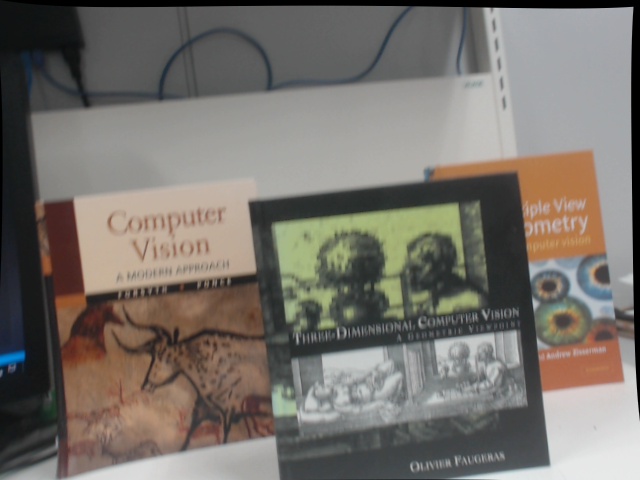 Computer
Vision
A MODERN APPROACH
FORSYTH | PONCE
THREE-DIMENSIONAL COMPUTER VISION
A GEOMETRIC VIEWPOINT
OLIVIER FAUGERAS
iple View
ometry
mputer vision
Andrew Zisserman